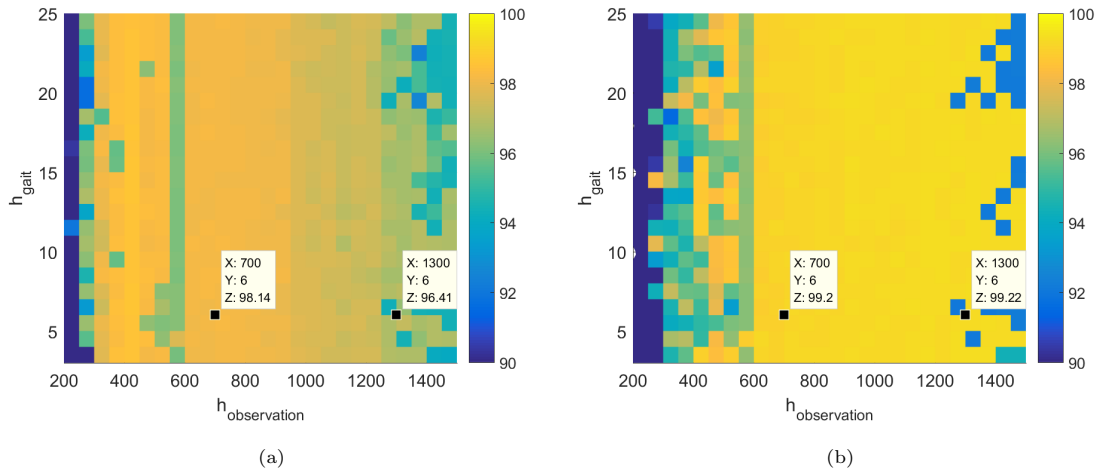 25
20
15
10
5
h_gait
200 400 600 800 1000 1200 1400
h_observation
X: 700
Y: 6
Z: 98.14
X: 1300
Y: 6
Z: 96.41
100
98
96
94
92
90
(a)
25
20
15
10
5
h_gait
200 400 600 800 1000 1200 1400
h_observation
X: 700
Y: 6
Z: 99.2
X: 1300
Y: 6
Z: 99.22
100
98
96
94
92
90
(b)